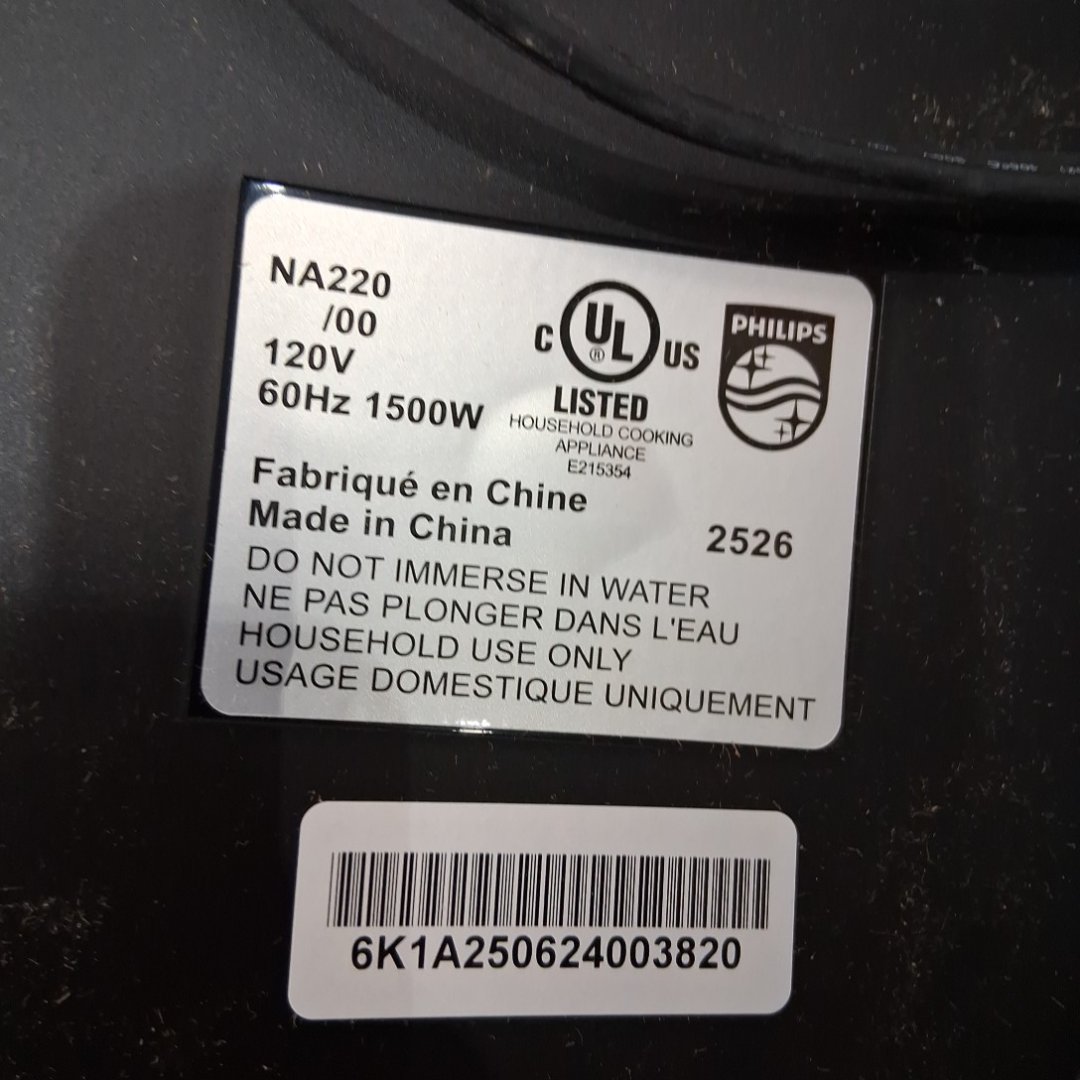 NA220
/00
120V
60Hz 1500W
C UL ® US
LISTED
HOUSEHOLD COOKING
APPLIANCE
E215354
PHILIPS
Fabriqué en Chine
Made in China
2526
DO NOT IMMERSE IN WATER
NE PAS PLONGER DANS L'EAU
HOUSEHOLD USE ONLY
USAGE DOMESTIQUE UNIQUEMENT
6K1A250624003820